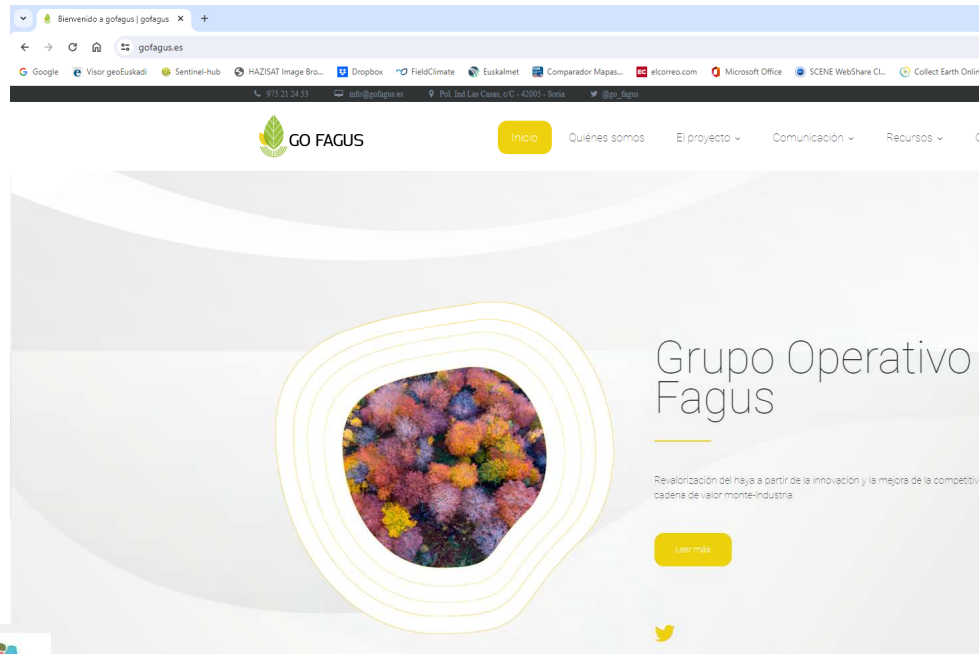 Bienvenido a gofagus | gofagus
gofagus.es
Google Visor geoEuskadi Sentinel-hub HAZISAT Image Bro... Dropbox FieldClimate Euskalmet Comparador Mapas... EC elcorreo.com Microsoft Office SCENE WebShare Cl... Collect Earth Onlin
975 21 24 53 info@gofagus.es Pol. Ind Las Casas, c/C - 42005 - Soria @go_fagus
GO FAGUS Inicio Quiénes somos El proyecto Comunicación Recursos
Grupo Operativo
Fagus
Revalorización del haya a partir de la innovación y la mejora de la competitiv
cadena de valor monte-industria.
Leer más